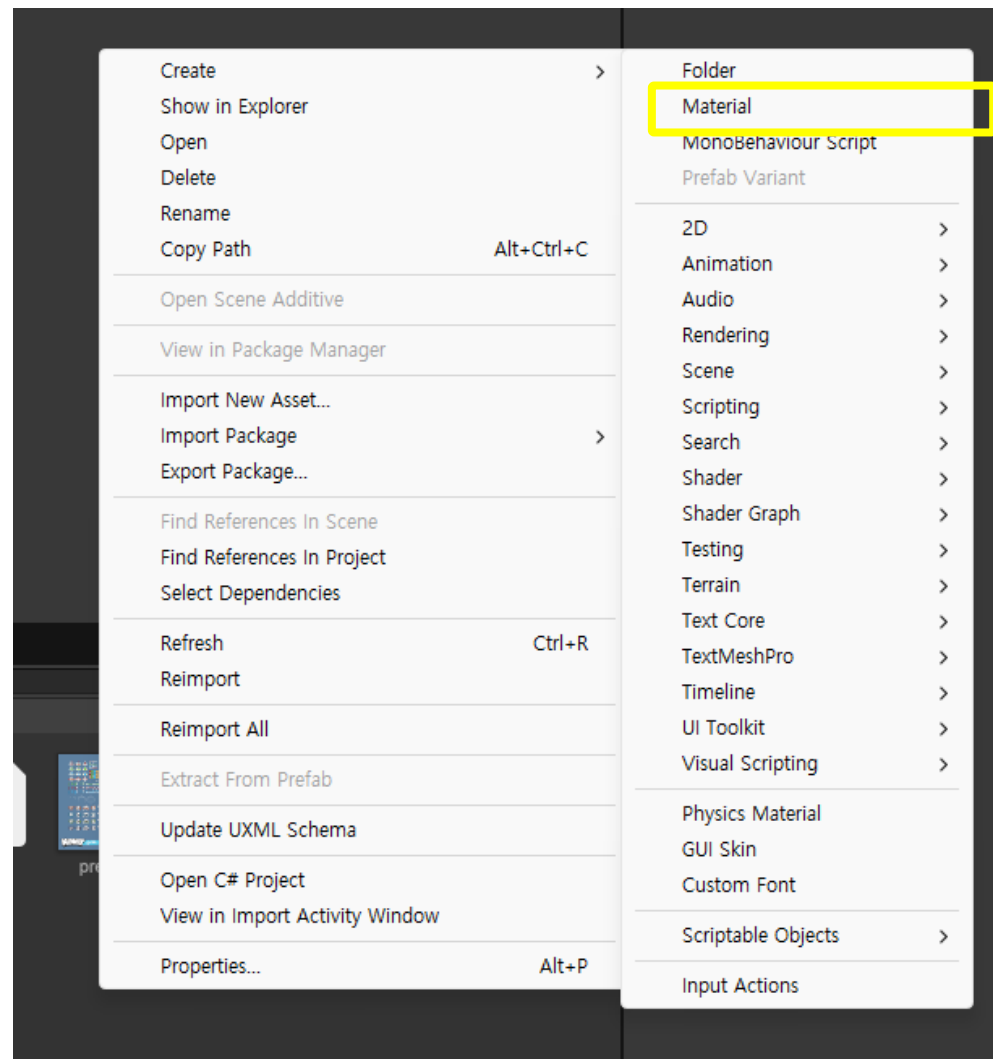 Create >
Show in Explorer
Open
Delete
Rename
Copy Path Alt+Ctrl+C
Open Scene Additive
View in Package Manager
Import New Asset...
Import Package >
Export Package...
Find References In Scene
Find References In Project
Select Dependencies
Refresh Ctrl+R
Reimport
Reimport All
Extract From Prefab
Update UXML Schema
Open C# Project
View in Import Activity Window
Properties... Alt+P
Folder
Material
MonoBehaviour Script
Prefab Variant
2D >
Animation >
Audio >
Rendering >
Scene >
Scripting >
Search >
Shader >
Shader Graph >
Testing >
Terrain >
Text Core >
TextMeshPro >
Timeline >
UI Toolkit >
Visual Scripting >
Physics Material
GUI Skin
Custom Font
Scriptable Objects >
Input Actions
pre